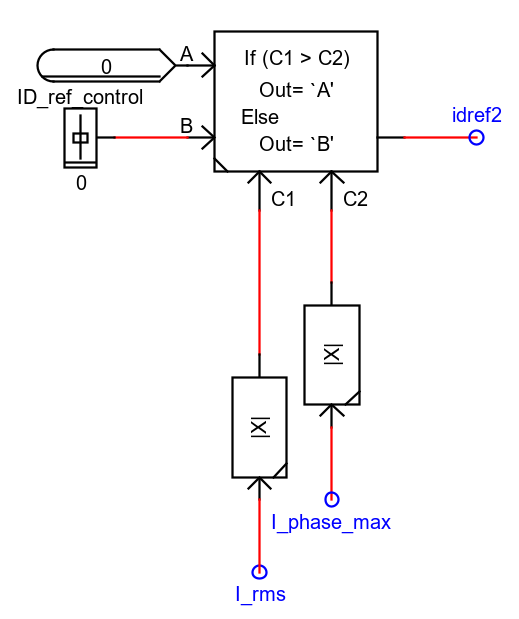 A
0
ID_ref_control
B
0
If (C1 > C2)
Out= `A'
Else
Out= `B'
idref2
C1
C2
|X|
|X|
I_phase_max
I_rms